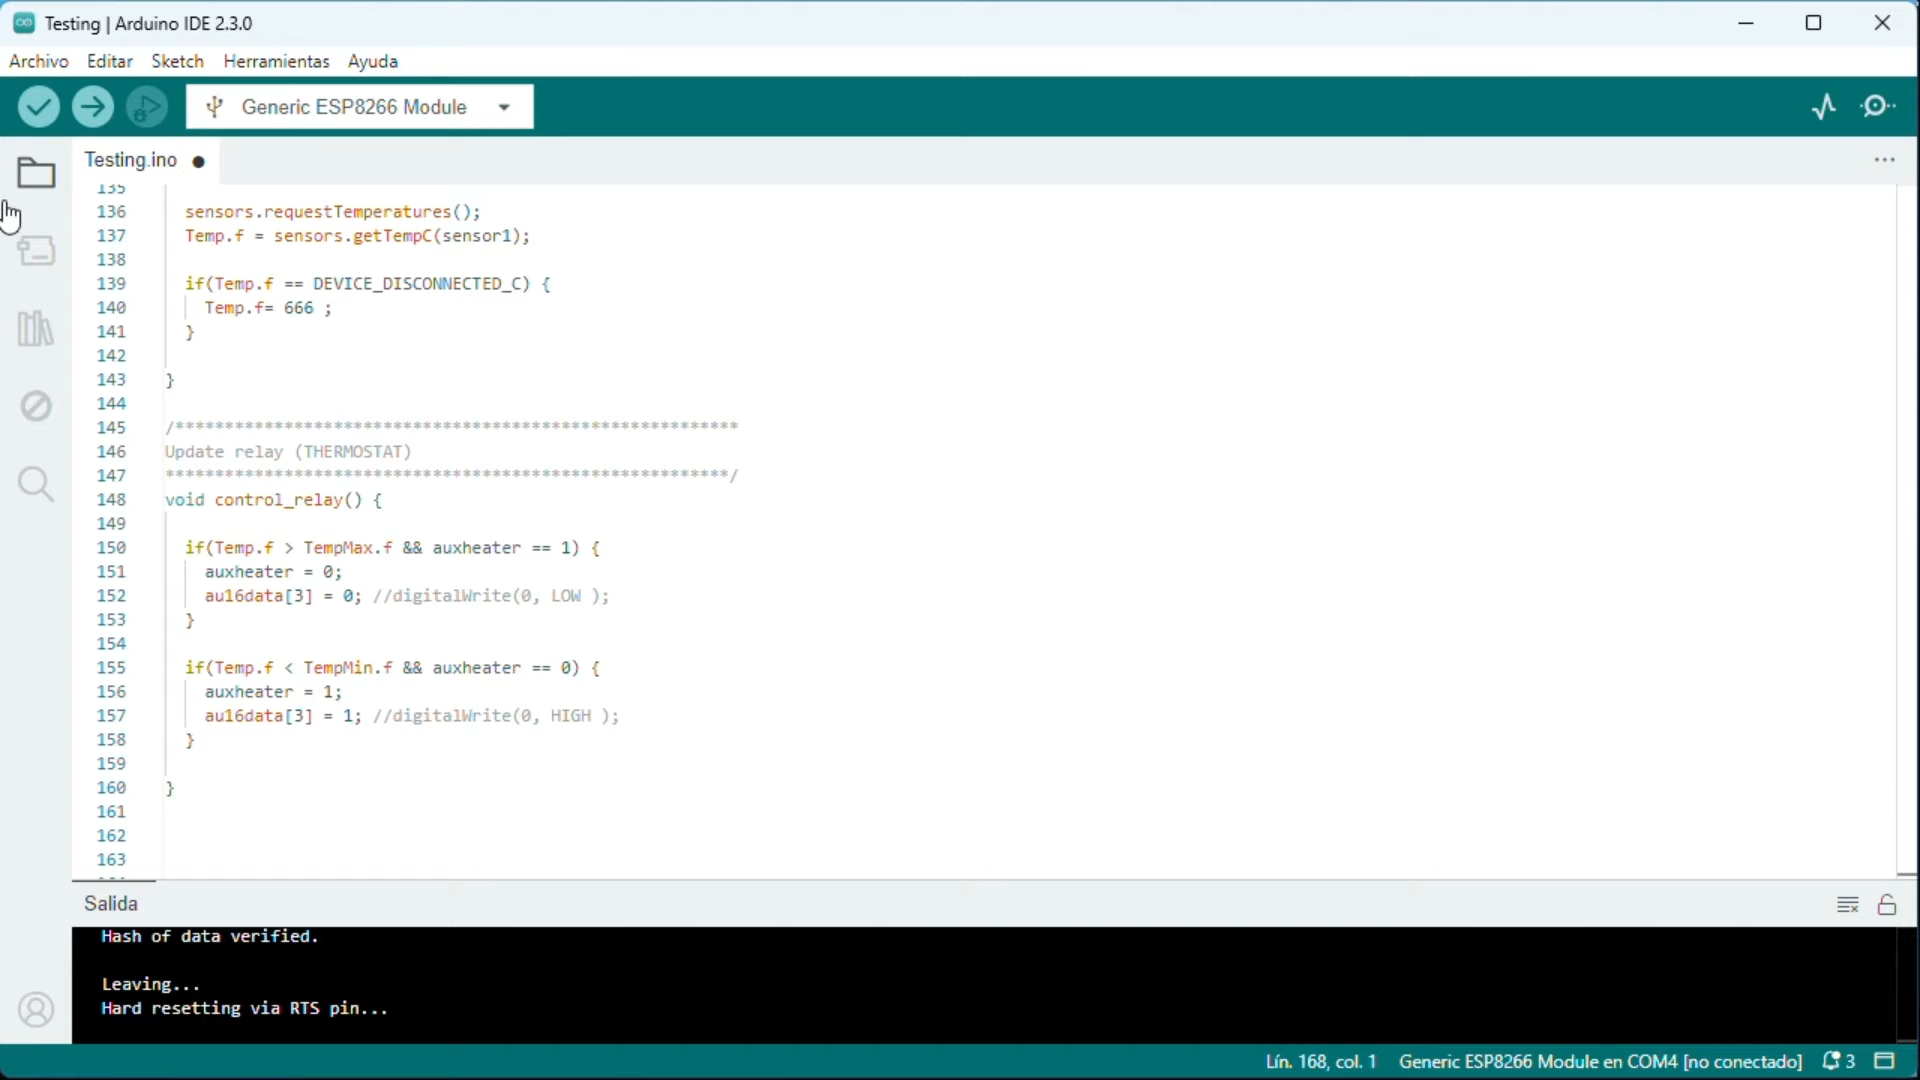 Testing | Arduino IDE 2.3.0
Archivo Editar Sketch Herramientas Ayuda
Generic ESP8266 Module
Testing.ino ●
135
136 sensors.requestTemperatures();
137 Temp.f = sensors.getTempC(sensor1);
138
139 if(Temp.f == DEVICE_DISCONNECTED_C) {
140 Temp.f= 666 ;
141 }
142
143 }
144
145 /*********************************************************
146 Update relay (THERMOSTAT)
147 *********************************************************/
148 void control_relay() {
149
150 if(Temp.f > TempMax.f && auxheater == 1) {
151 auxheater = 0;
152 au16data[3] = 0; //digitalWrite(0, LOW );
153 }
154
155 if(Temp.f < TempMin.f && auxheater == 0) {
156 auxheater = 1;
157 au16data[3] = 1; //digitalWrite(0, HIGH );
158 }
159
160 }
161
162
163
Salida
Hash of data verified.
Leaving...
Hard resetting via RTS pin...
Lín. 168, col. 1 Generic ESP8266 Module en COM4 [no conectado] 3